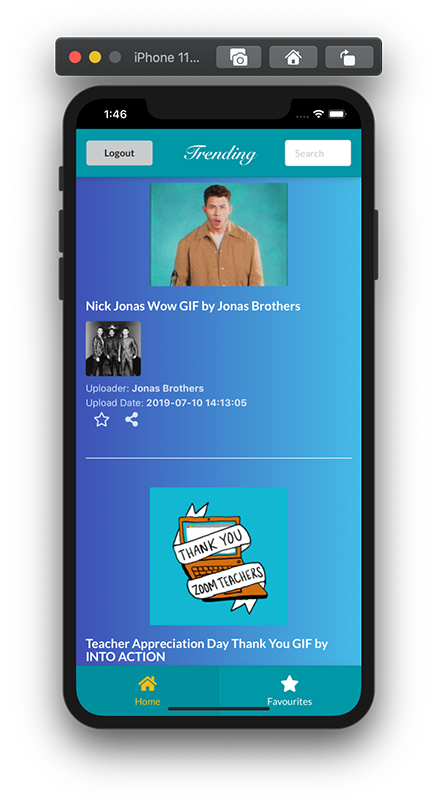 iPhone 11...
1:46
Logout
Trending
Search
Nick Jonas Wow GIF by Jonas Brothers
Uploader: Jonas Brothers
Upload Date: 2019-07-10 14:13:05
THANK YOU
ZOOM TEACHERS
Teacher Appreciation Day Thank You GIF by
INTO ACTION
Home
Favourites